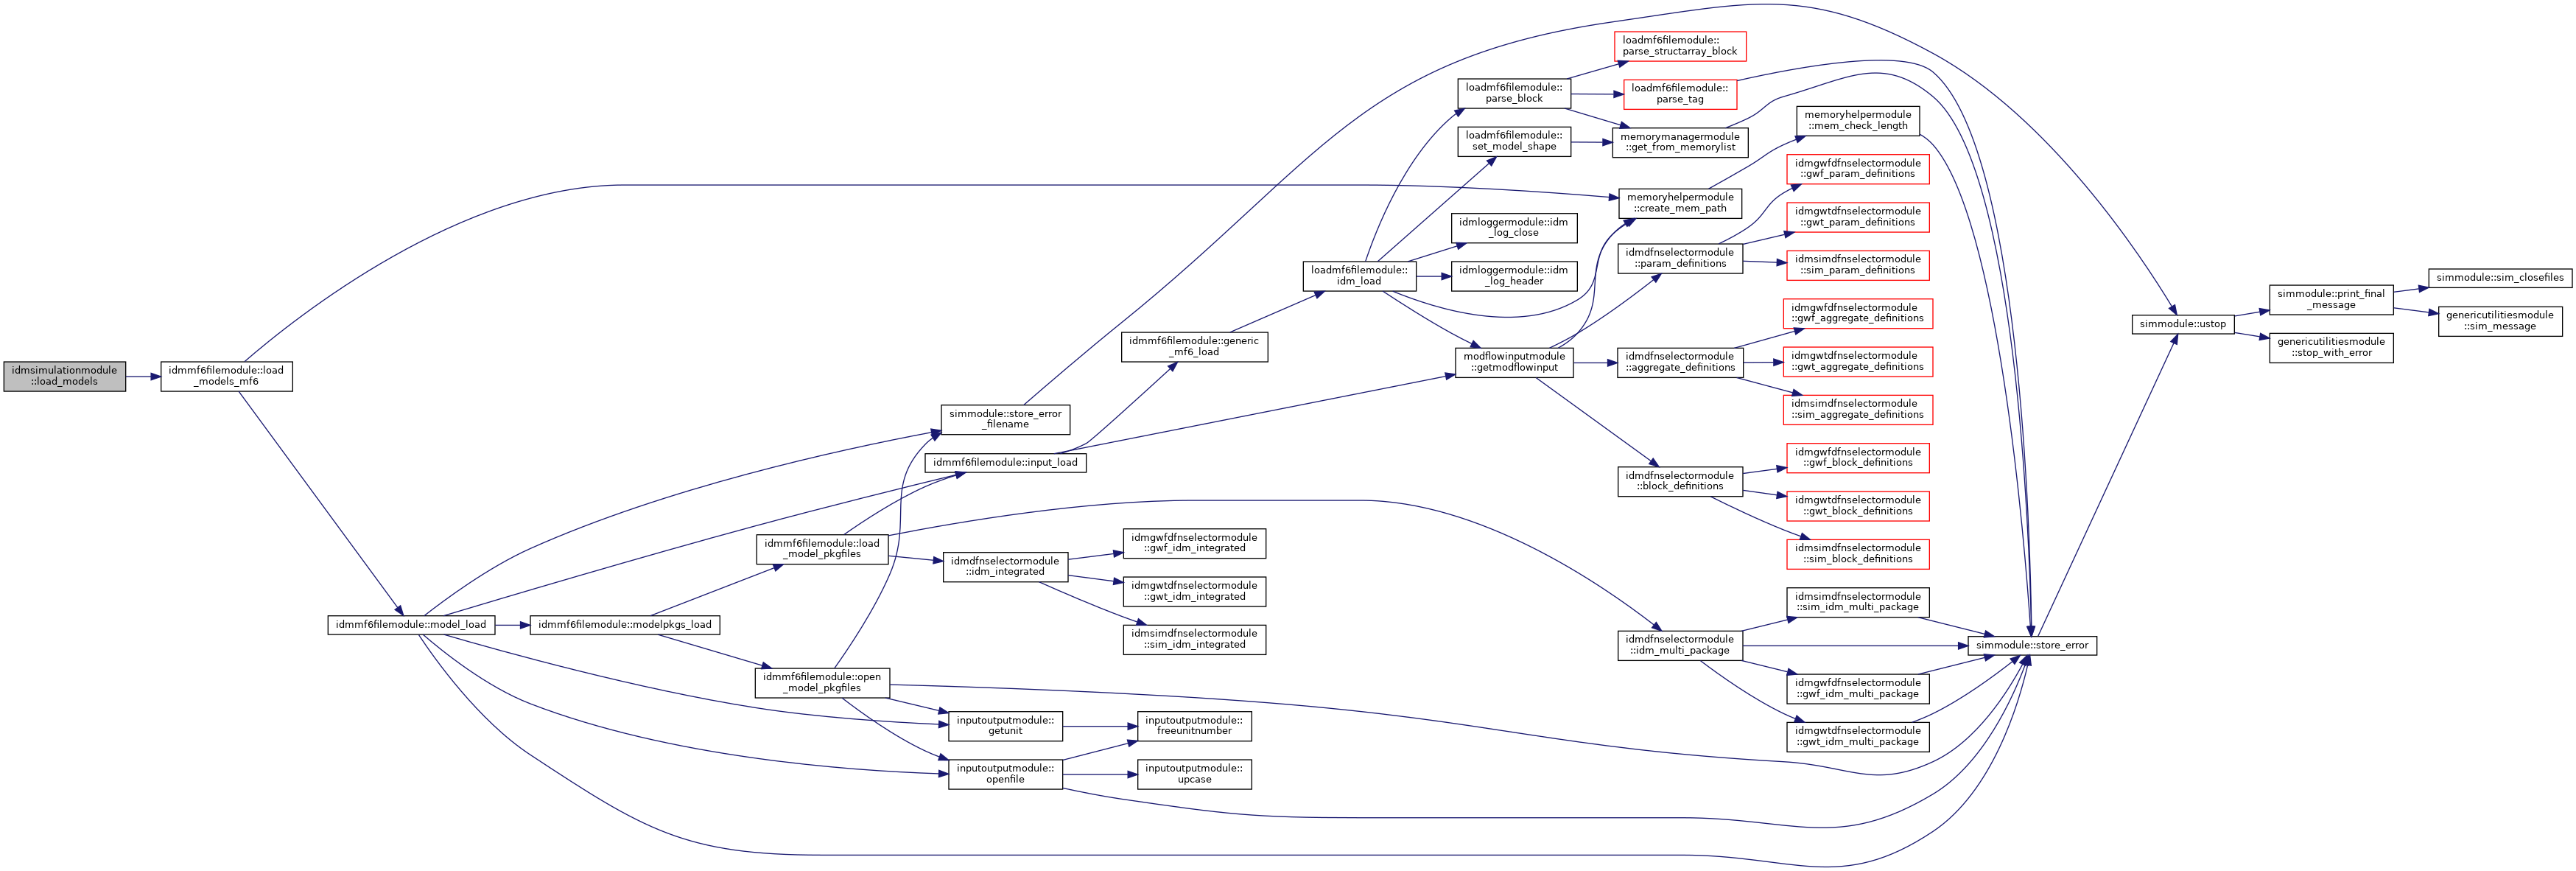 idmsimulationmodule
::load_models
idmmf6filemodule::load
_models_mf6
idmmf6filemodule::model_load
simmodule::store_error
_filename
idmmf6filemodule::input_load
idmmf6filemodule::modelpkgs_load
idmmf6filemodule::load
_model_pkgfiles
idmmf6filemodule::open
_model_pkgfiles
idmdfnselectormodule
::idm_integrated
inputoutputmodule::
getunit
inputoutputmodule::
openfile
idmmf6filemodule::generic
_mf6_load
idmgwfdfnselectormodule
::gwf_idm_integrated
idmgwtdfnselectormodule
::gwt_idm_integrated
idmsimdfnselectormodule
::sim_idm_integrated
inputoutputmodule::
freeunitnumber
inputoutputmodule::
upcase
loadmf6filemodule::
idm_load
loadmf6filemodule::
parse_block
loadmf6filemodule::
set_model_shape
idmloggermodule::idm
_log_close
idmloggermodule::idm
_log_header
modflowinputmodule
::getmodflowinput
loadmf6filemodule::
parse_structarray_block
loadmf6filemodule::
parse_tag
memorymanagermodule
::get_from_memorylist
memoryhelpermodule
::create_mem_path
idmdfnselectormodule
::param_definitions
idmdfnselectormodule
::aggregate_definitions
idmdfnselectormodule
::block_definitions
idmdfnselectormodule
::idm_multi_package
memoryhelpermodule
::mem_check_length
idmgwfdfnselectormodule
::gwf_param_definitions
idmgwtdfnselectormodule
::gwt_param_definitions
idmsimdfnselectormodule
::sim_param_definitions
idmgwfdfnselectormodule
::gwf_aggregate_definitions
idmgwtdfnselectormodule
::gwt_aggregate_definitions
idmsimdfnselectormodule
::sim_aggregate_definitions
idmgwfdfnselectormodule
::gwf_block_definitions
idmgwtdfnselectormodule
::gwt_block_definitions
idmsimdfnselectormodule
::sim_block_definitions
idmsimdfnselectormodule
::sim_idm_multi_package
idmgwfdfnselectormodule
::gwf_idm_multi_package
idmgwtdfnselectormodule
::gwt_idm_multi_package
simmodule::store_error
simmodule::ustop
simmodule::print_final
_message
genericutilitiesmodule
::stop_with_error
simmodule::sim_closefiles
genericutilitiesmodule
::sim_message